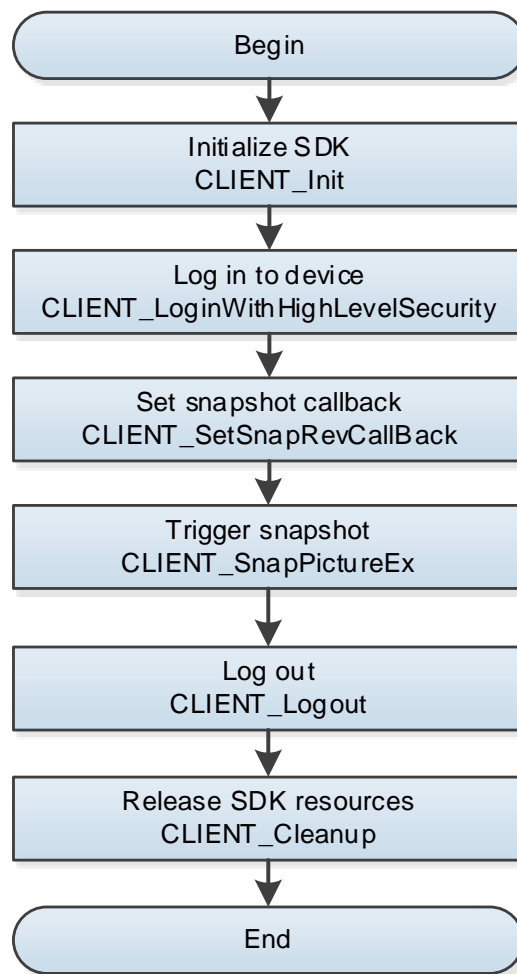 Begin
Initialize SDK
CLIENT_Init
Log in to device
CLIENT_LoginWithHighLevelSecurity
Set snapshot callback
CLIENT_SetSnapRevCallBack
Trigger snapshot
CLIENT_SnapPictureEx
Log out
CLIENT_Logout
Release SDK resources
CLIENT_Cleanup
End